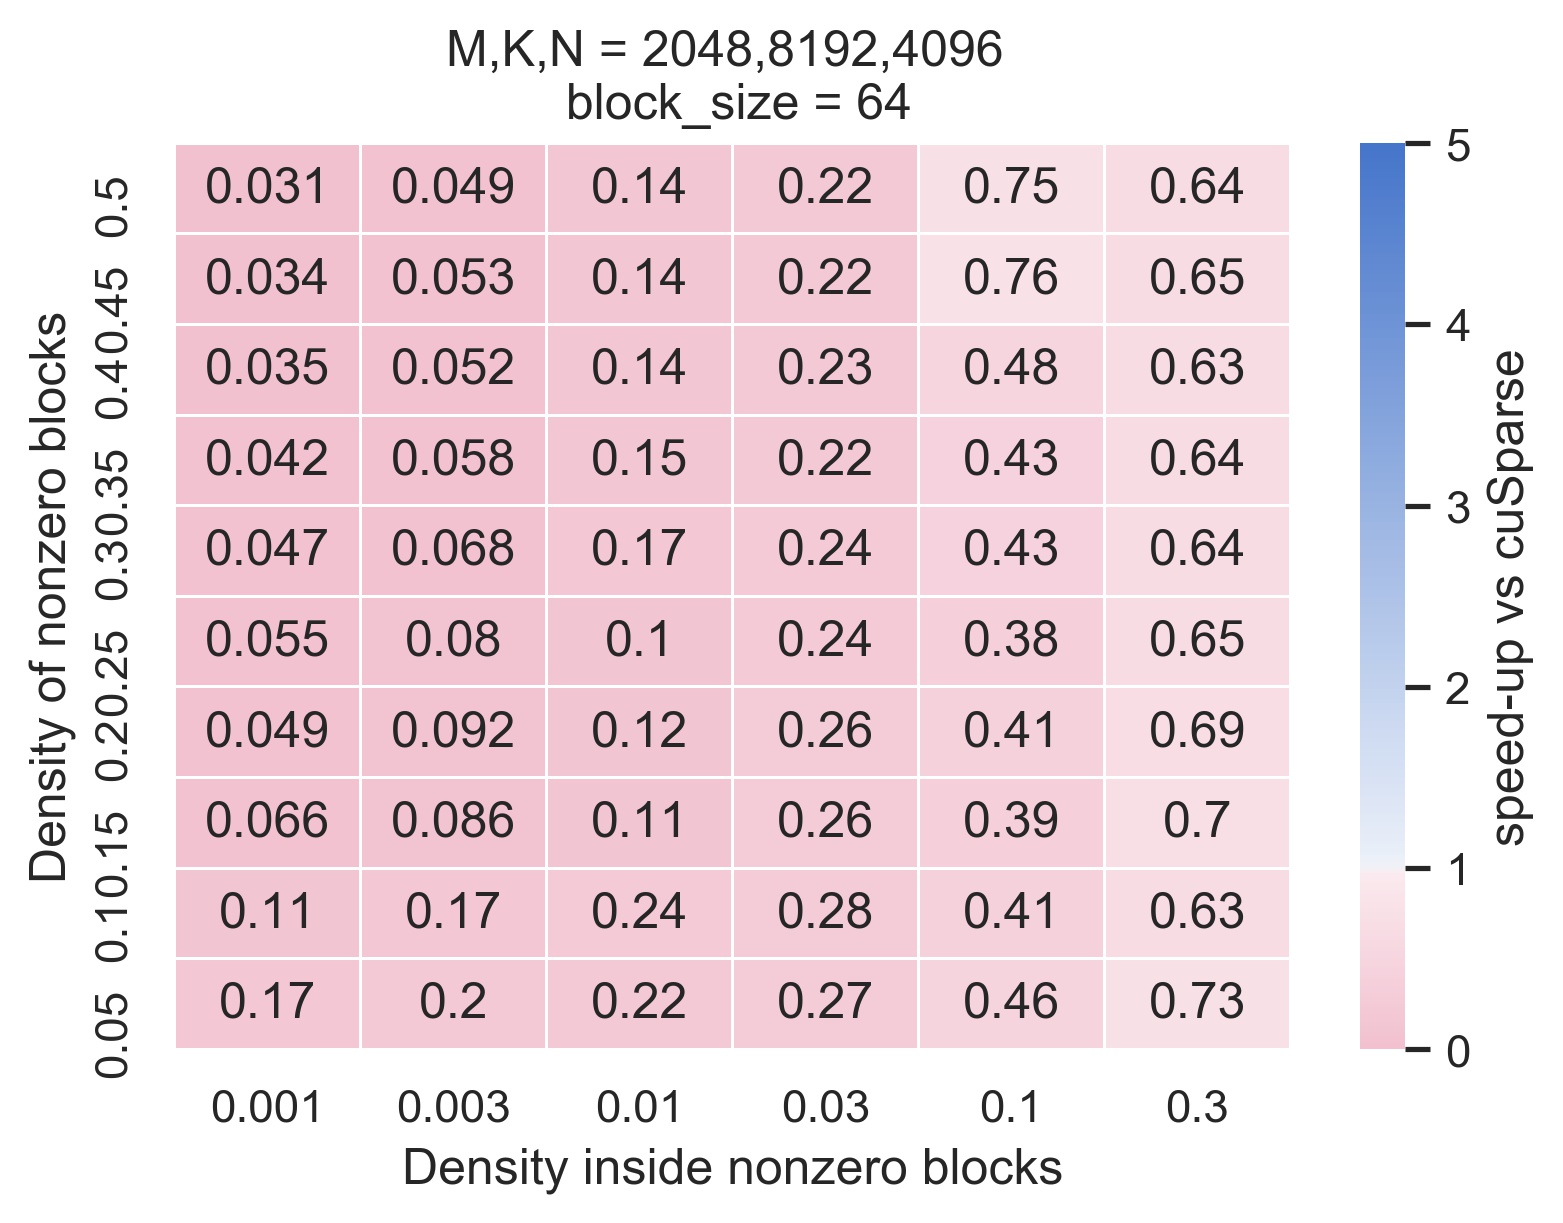 M,K,N = 2048,8192,4096
block_size = 64
Density of nonzero blocks
0.5 0.031 0.049 0.14 0.22 0.75 0.64
0.45 0.034 0.053 0.14 0.22 0.76 0.65
0.4 0.035 0.052 0.14 0.23 0.48 0.63
0.35 0.042 0.058 0.15 0.22 0.43 0.64
0.3 0.047 0.068 0.17 0.24 0.43 0.64
0.25 0.055 0.08 0.1 0.24 0.38 0.65
0.2 0.049 0.092 0.12 0.26 0.41 0.69
0.15 0.066 0.086 0.11 0.26 0.39 0.7
0.1 0.11 0.17 0.24 0.28 0.41 0.63
0.05 0.17 0.2 0.22 0.27 0.46 0.73
0.001 0.003 0.01 0.03 0.1 0.3
Density inside nonzero blocks
5
4
3
2
1
0
speed-up vs cuSparse